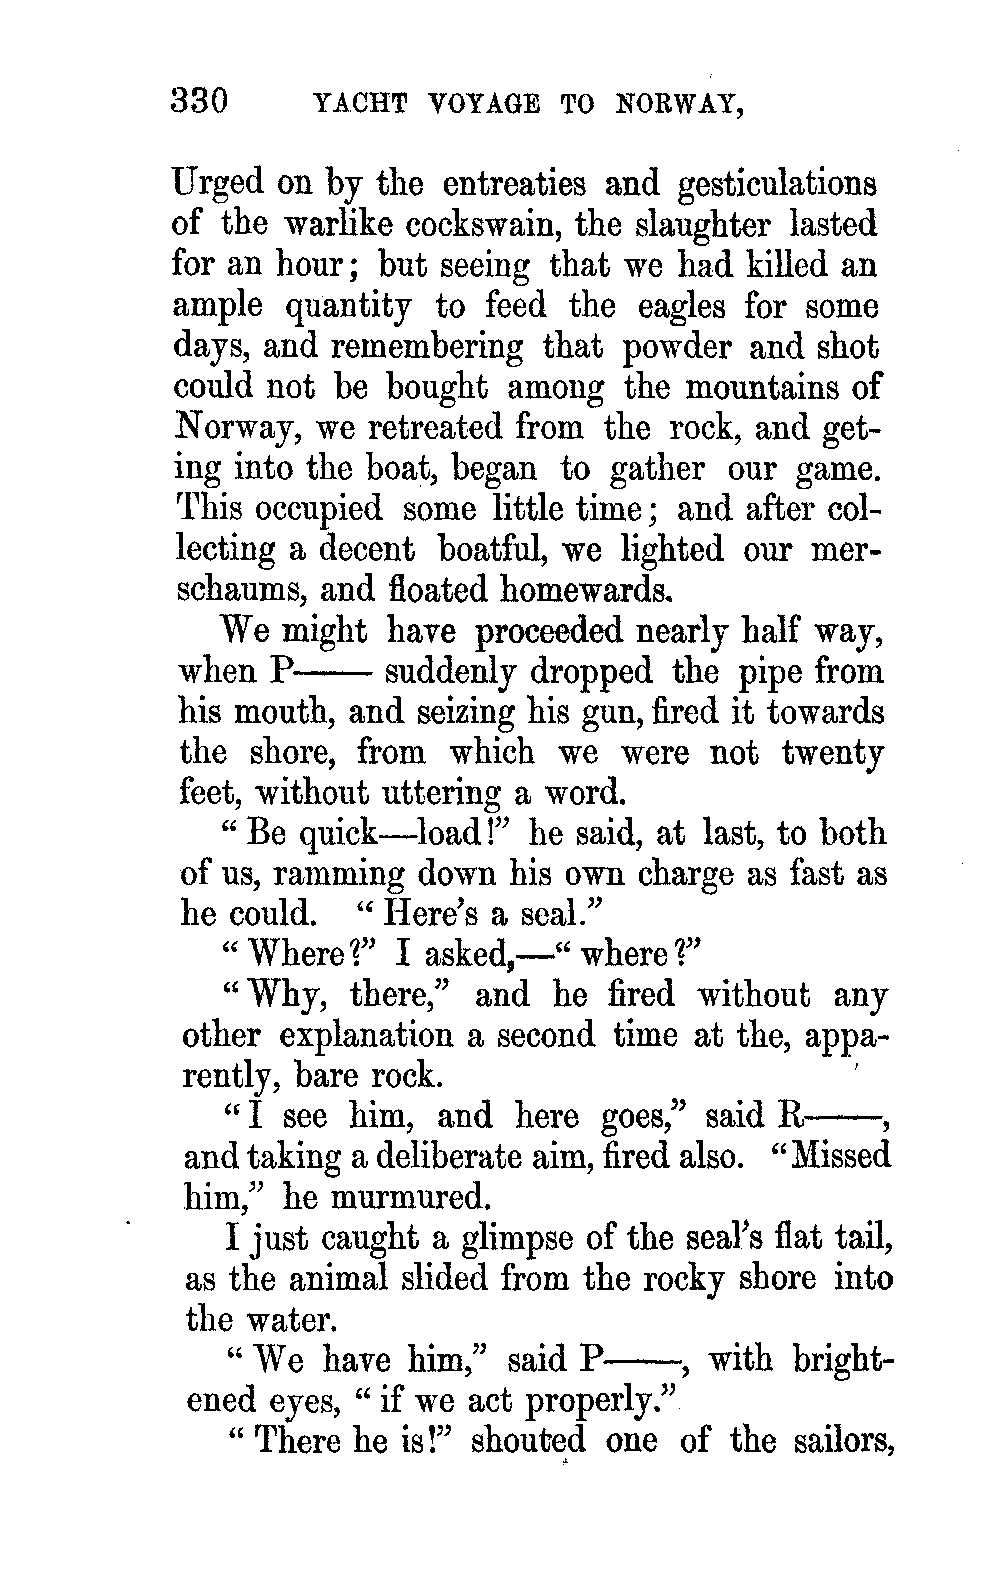 330 YACHT VOYAGE TO NORWAY,
Urged on by the entreaties and gesticulations
of the warlike cockswain, the slaughter lasted
for an hour; but seeing that we had killed an
ample quantity to feed the eagles for some
days, and remembering that powder and shot
could not be bought among the mountains of
Norway, we retreated from the rock, and get-
ing into the boat, began to gather our game.
This occupied some little time; and after col-
lecting a decent boatful, we lighted our mer-
schaums, and floated homewards.
We might have proceeded nearly half way,
when P—— suddenly dropped the pipe from
his mouth, and seizing his gun, fired it towards
the shore, from which we were not twenty
feet, without uttering a word.
“Be quick—load!” he said, at last, to both
of us, ramming down his own charge as fast as
he could. “Here’s a seal.”
“Where?” I asked,—“where?”
“Why, there,” and he fired without any
other explanation a second time at the, appa-
rently, bare rock.
“I see him, and here goes,” said R——,
and taking a deliberate aim, fired also. “Missed
him,” he murmured.
I just caught a glimpse of the seal’s flat tail,
as the animal slided from the rocky shore into
the water.
“We have him,” said P——, with bright-
ened eyes, “if we act properly.”
“There he is!” shouted one of the sailors,